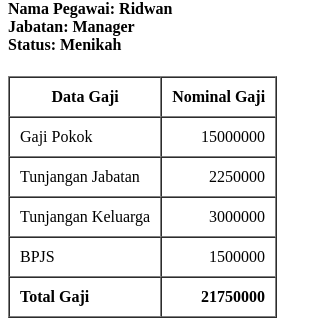 Nama Pegawai: Ridwan
Jabatan: Manager
Status: Menikah
Data Gaji Nominal Gaji
Gaji Pokok 15000000
Tunjangan Jabatan 2250000
Tunjangan Keluarga 3000000
BPJS 1500000
Total Gaji 21750000